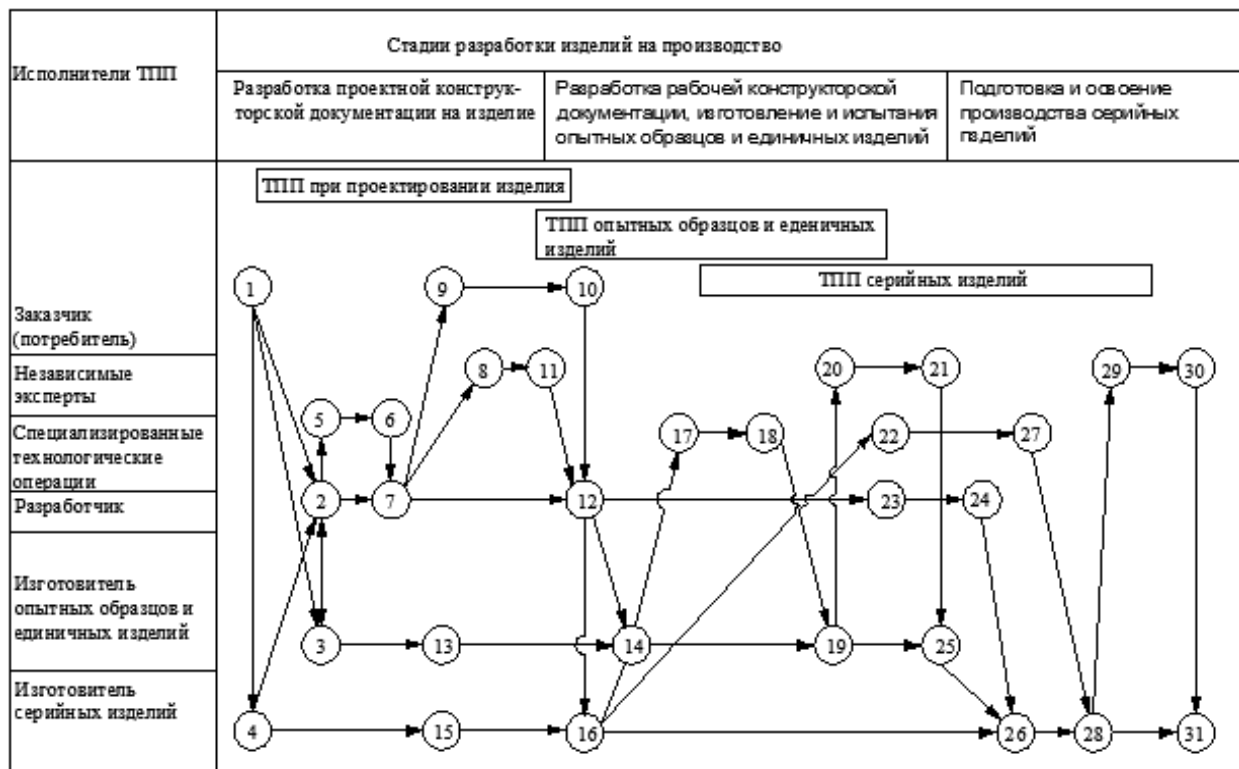 Исполнители ТПП
Стадии разработки изделий на производство
Разработка проектной конструк-
торской документации на изделие
Разработка рабочей конструкторской
документации, изготовление и испытания
опытных образцов и единичных изделий
Подготовка и освоение
производства серийных
изделий
ТПП при проектировании изделия
ТПП опытных образцов и еденичных
изделий
ТПП серийных изделий
Заказчик
(потребитель)
1
9
10
Независимые
эксперты
8
11
20
21
29
30
Специализированные
технологические
операции
5
6
17
18
22
27
Разработчик
2
7
12
23
24
Изготовитель
опытных образцов и
единичных изделий
3
13
14
19
25
Изготовитель
серийных изделий
4
15
16
26
28
31